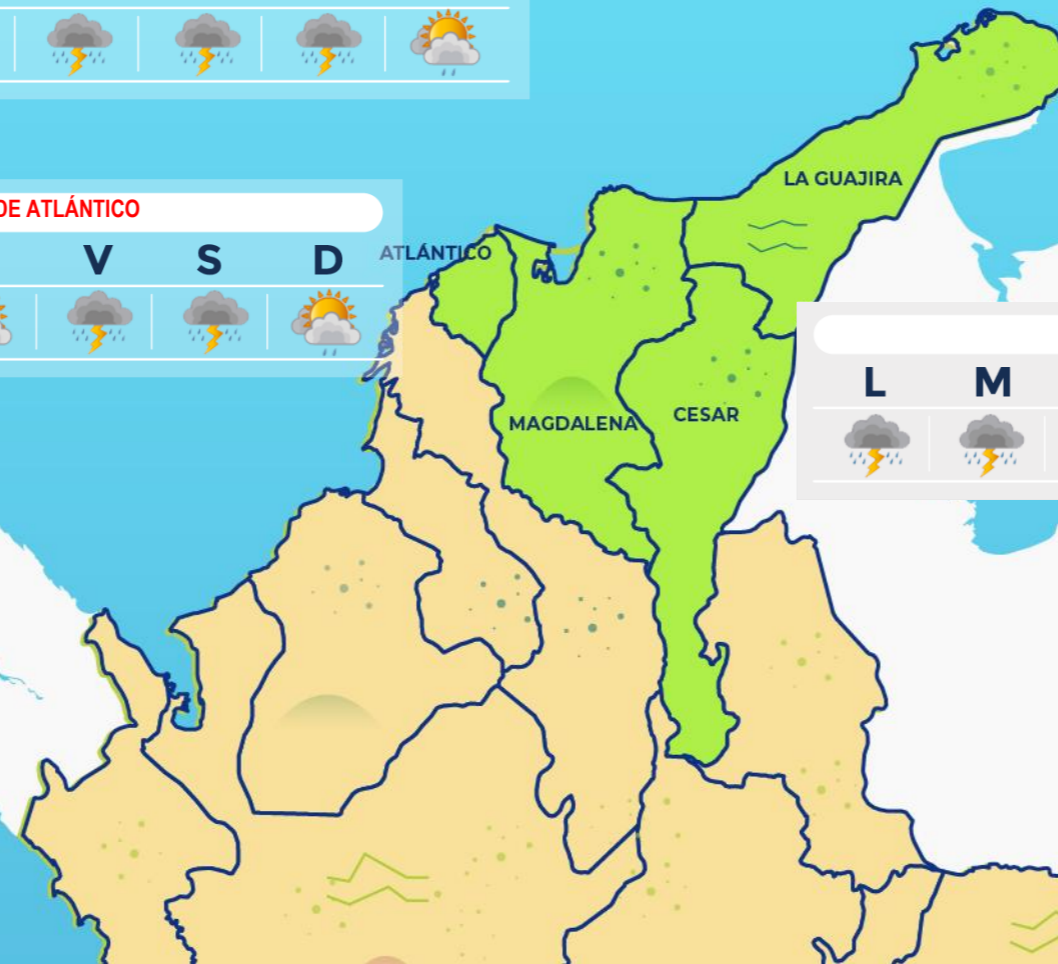 LA GUAJIRA
DE ATLÁNTICO
V S D
ATLÁNTICO
L M
MAGDALENA
CESAR